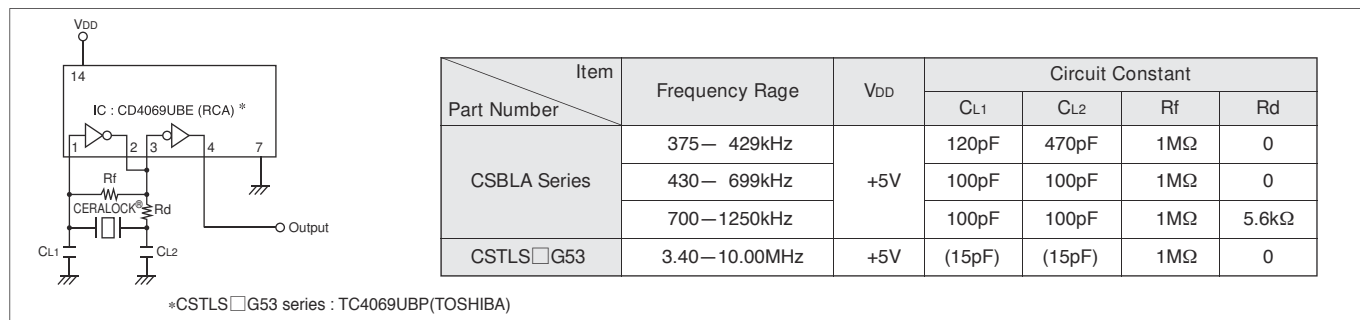 VDD
14
IC : CD4069UBE (RCA) *
1 2 3 4 7
Rf
CERALOCK® Rd
Output
CL1 CL2
*CSTLS□G53 series : TC4069UBP(TOSHIBA)
Item
Part Number
Frequency Rage VDD Circuit Constant
CL1 CL2 Rf Rd
CSBLA Series +5V
375— 429kHz 120pF 470pF 1MΩ 0
430— 699kHz 100pF 100pF 1MΩ 0
700—1250kHz 100pF 100pF 1MΩ 5.6kΩ
CSTLS□G53 3.40—10.00MHz +5V (15pF) (15pF) 1MΩ 0